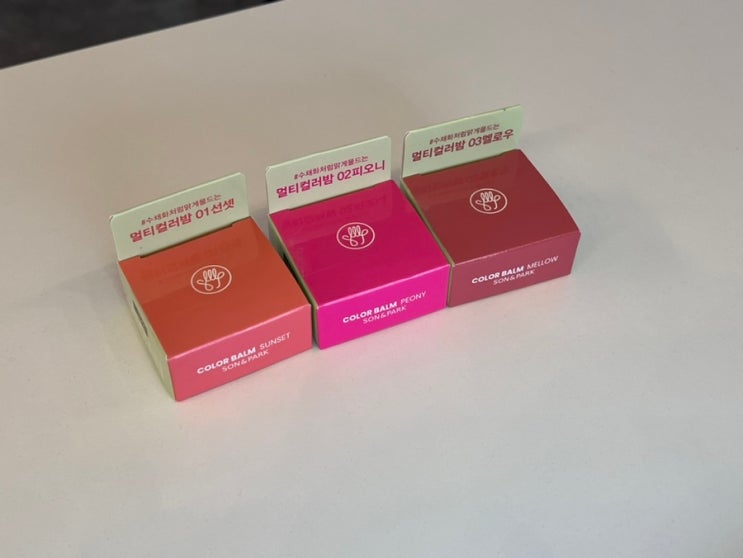 #수채화처럼맑게물드는
멀티컬러밤 01선셋
COLOR BALM SUNSET
SON&PARK
#수채화처럼맑게물드는
멀티컬러밤 02피오니
COLOR BALM PEONY
SON&PARK
#수채화처럼맑게물드는
멀티컬러밤 03멜로우
COLOR BALM MELLOW
SON&PARK